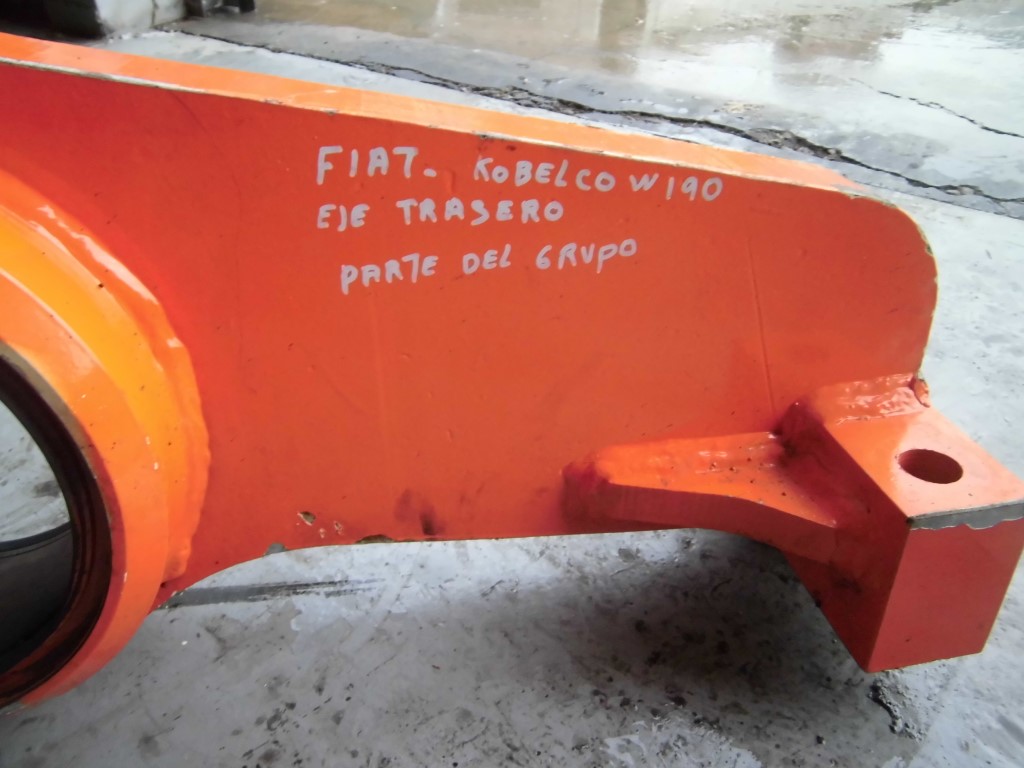 FIAT. KOBELCO W190
EJE TRASERO
PARTE DEL GRUPO